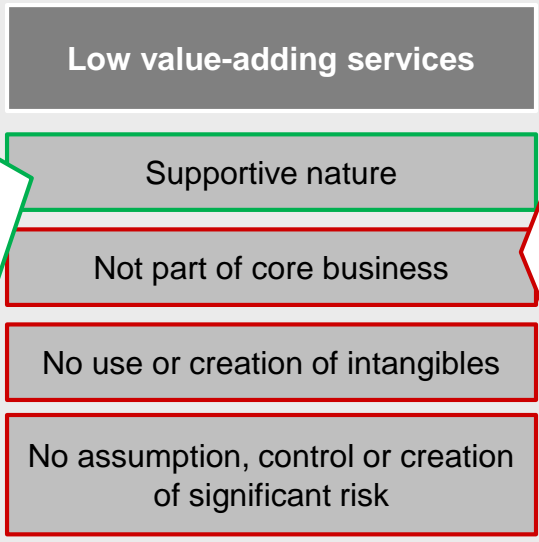 Low value-adding services
Supportive nature
Not part of core business
No use or creation of intangibles
No assumption, control or creation
of significant risk